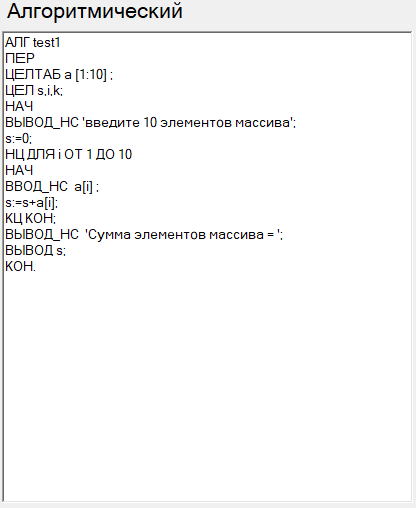 Алгоритмический
АЛГ test1
ПЕР
ЦЕЛТАБ a [1:10] ;
ЦЕЛ s,i,k;
НАЧ
ВЫВОД_НС 'введите 10 элементов массива';
s:=0;
НЦ ДЛЯ i ОТ 1 ДО 10
НАЧ
ВВОД_НС  a[i] ;
s:=s+a[i];
КЦ КОН;
ВЫВОД_НС  'Сумма элементов массива = ';
ВЫВОД s;
КОН.